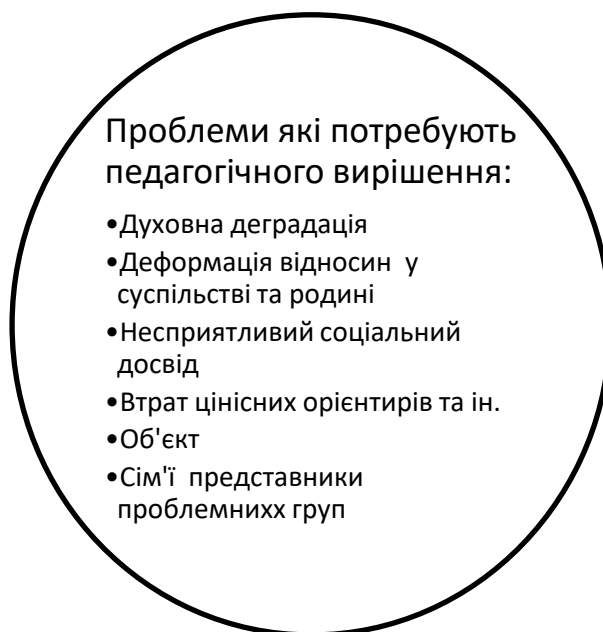 Проблеми які потребують
педагогічного вирішення:
•Духовна деградація
•Деформація відносин у
суспільстві та родині
•Несприятливий соціальний
досвід
•Втрат цінісних орієнтирів та ін.
•Об'єкт
•Сім'ї представники
проблемнихх груп